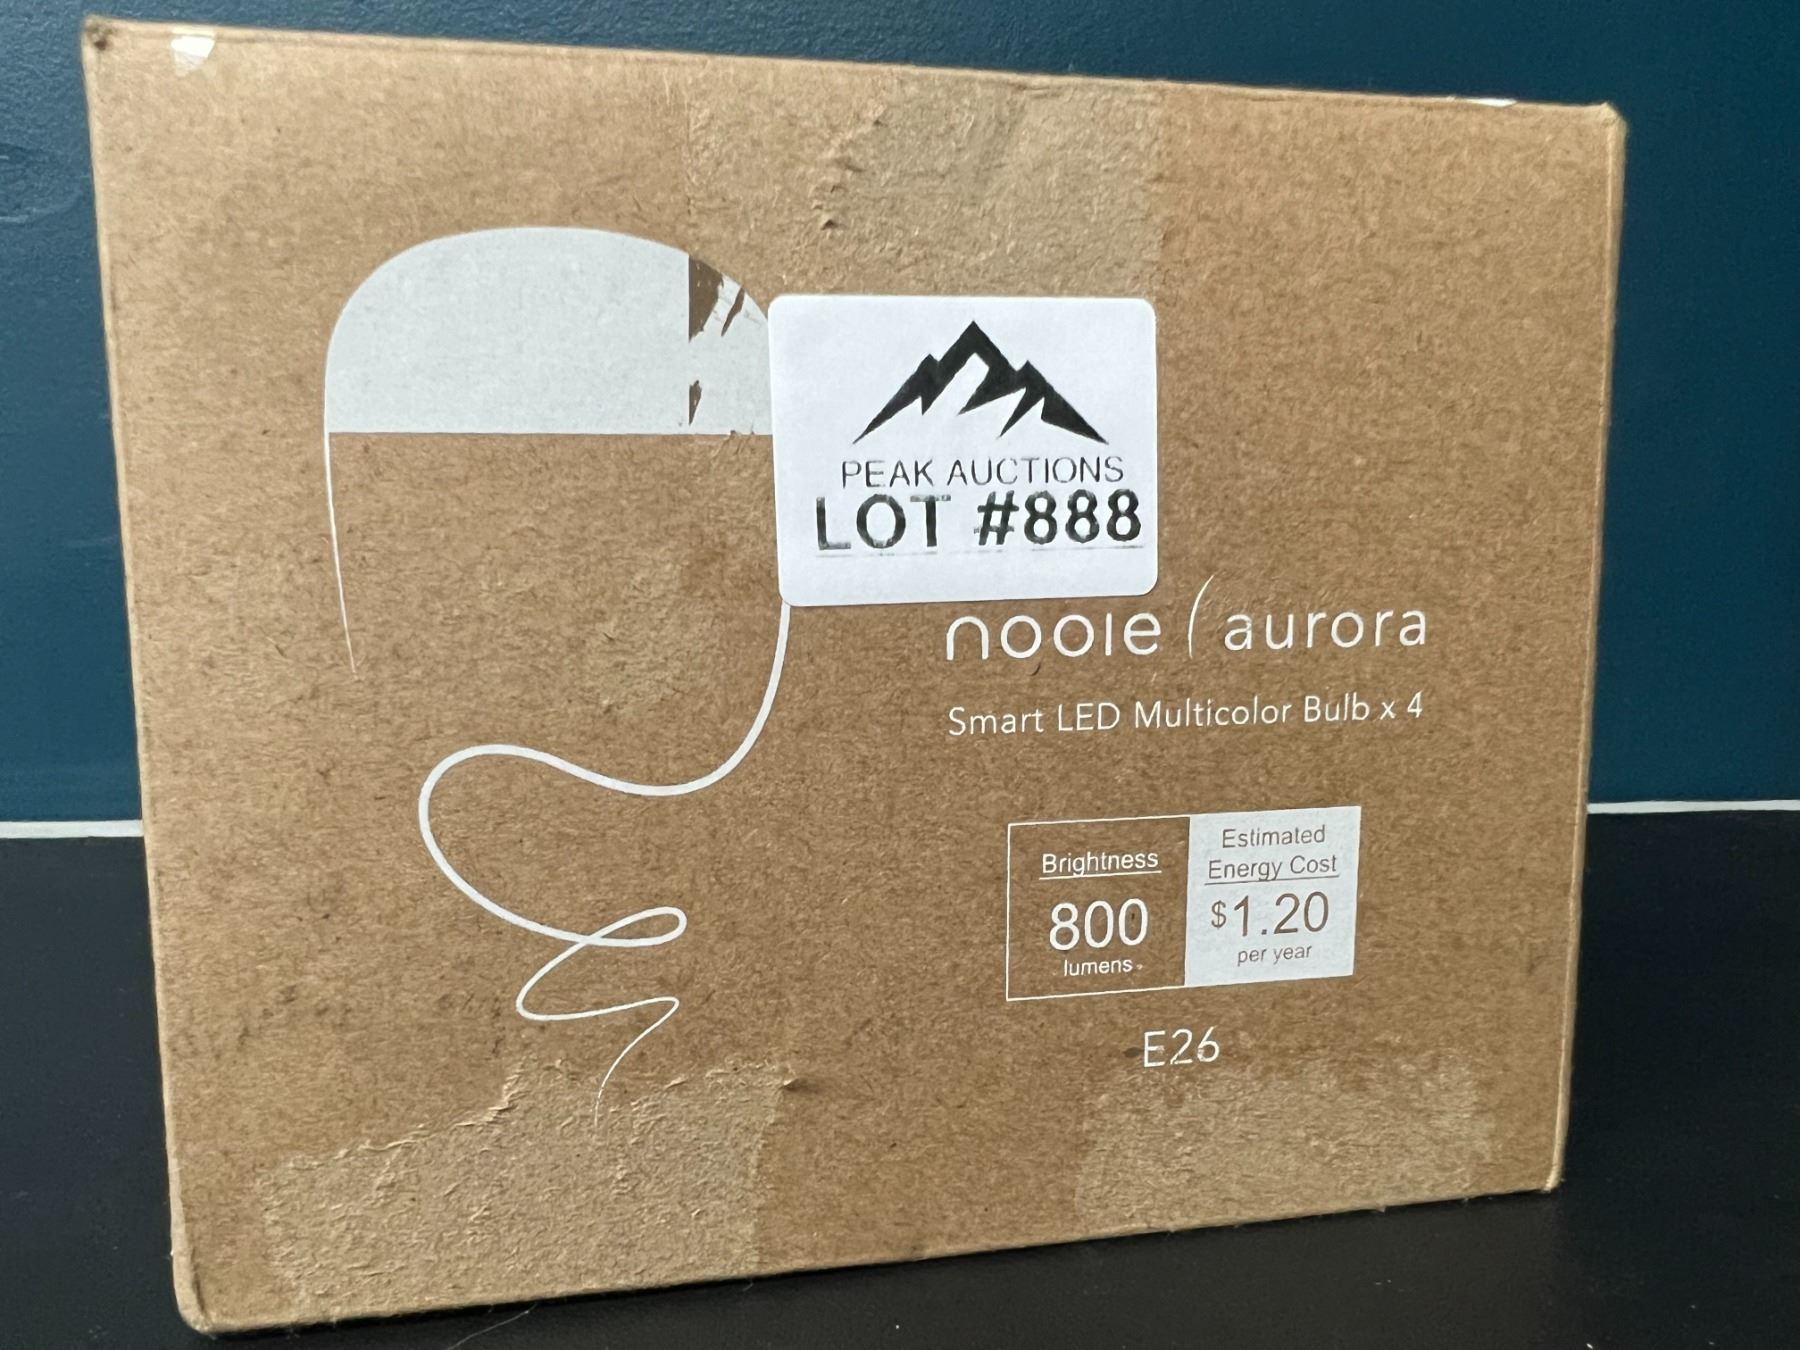 PEAK AUCTIONS
LOT #888
nooie ( aurora
Smart LED Multicolor Bulb x 4
Brightness
800
lumens
Estimated
Energy Cost
$1.20
per year
E26